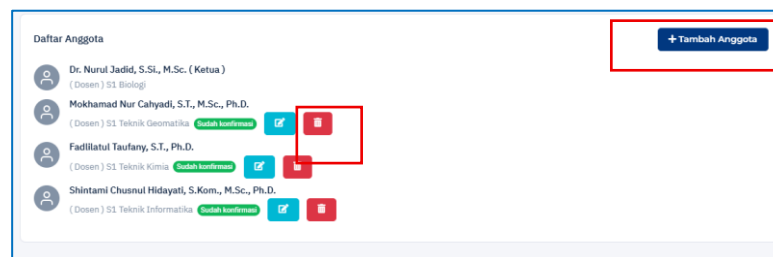 Daftar Anggota
+ Tambah Anggota
Dr. Nurul Jadid, S.Si., M.Sc. ( Ketua )
( Dosen ) S1 Biologi
Mokhamad Nur Cahyadi, S.T., M.Sc., Ph.D.
( Dosen ) S1 Teknik Geomatika Sudah konfirmasi
Fadlilatul Taufany, S.T., Ph.D.
( Dosen ) S1 Teknik Kimia Sudah konfirmasi
Shintami Chusnul Hidayati, S.Kom., M.Sc., Ph.D.
( Dosen ) S1 Teknik Informatika Sudah konfirmasi